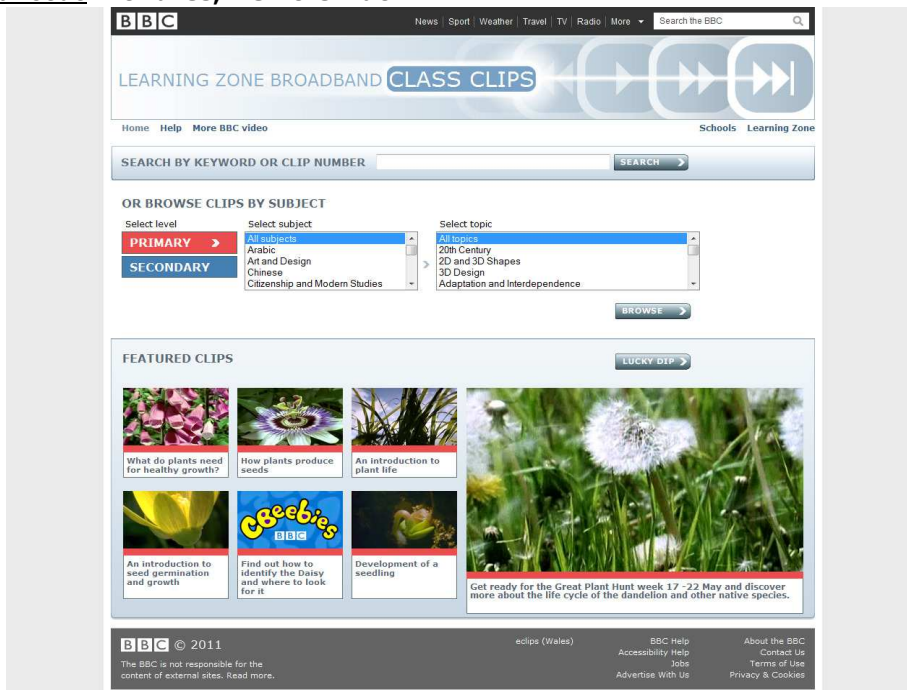 BBC
News | Sport | Weather | Travel | TV | Radio | More
Search the BBC
LEARNING ZONE BROADBAND CLASS CLIPS
Home Help More BBC video
Schools Learning Zone
SEARCH BY KEYWORD OR CLIP NUMBER
SEARCH
OR BROWSE CLIPS BY SUBJECT
Select level
PRIMARY
SECONDARY
Select subject
All subjects
Arabic
Art and Design
Chinese
Citizenship and Modern Studies
Select topic
All topics
20th Century
2D and 3D Shapes
3D Design
Adaptation and Interdependence
BROWSE
FEATURED CLIPS
LUCKY DIP
What do plants need
for healthy growth?
How plants produce
seeds
An introduction to
plant life
An introduction to
seed germination
and growth
CBeebies
BBC
Find out how to
identify the Daisy
and where to look
for it
Development of a
seedling
Get ready for the Great Plant Hunt week 17 -22 May and discover
more about the life cycle of the dandelion and other native species.
BBC © 2011
The BBC is not responsible for the
content of external sites. Read more.
eclips (Wales)
BBC Help
Accessibility Help
Jobs
Advertise With Us
About the BBC
Contact Us
Terms of Use
Privacy & Cookies